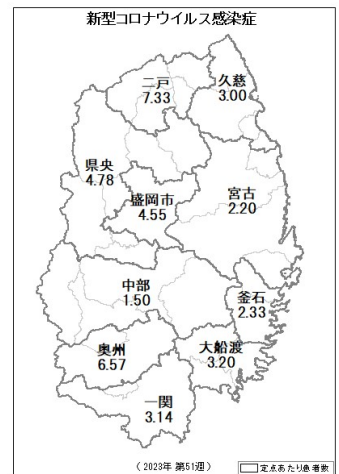 新型コロナウイルス感染症
二戸
7.33
久慈
3.00
県央
4.78
盛岡市
4.55
宮古
2.20
中部
1.50
釜石
2.33
奥州
6.57
大船渡
3.20
一関
3.14
（2023年 第51週）
定点あたり患者数